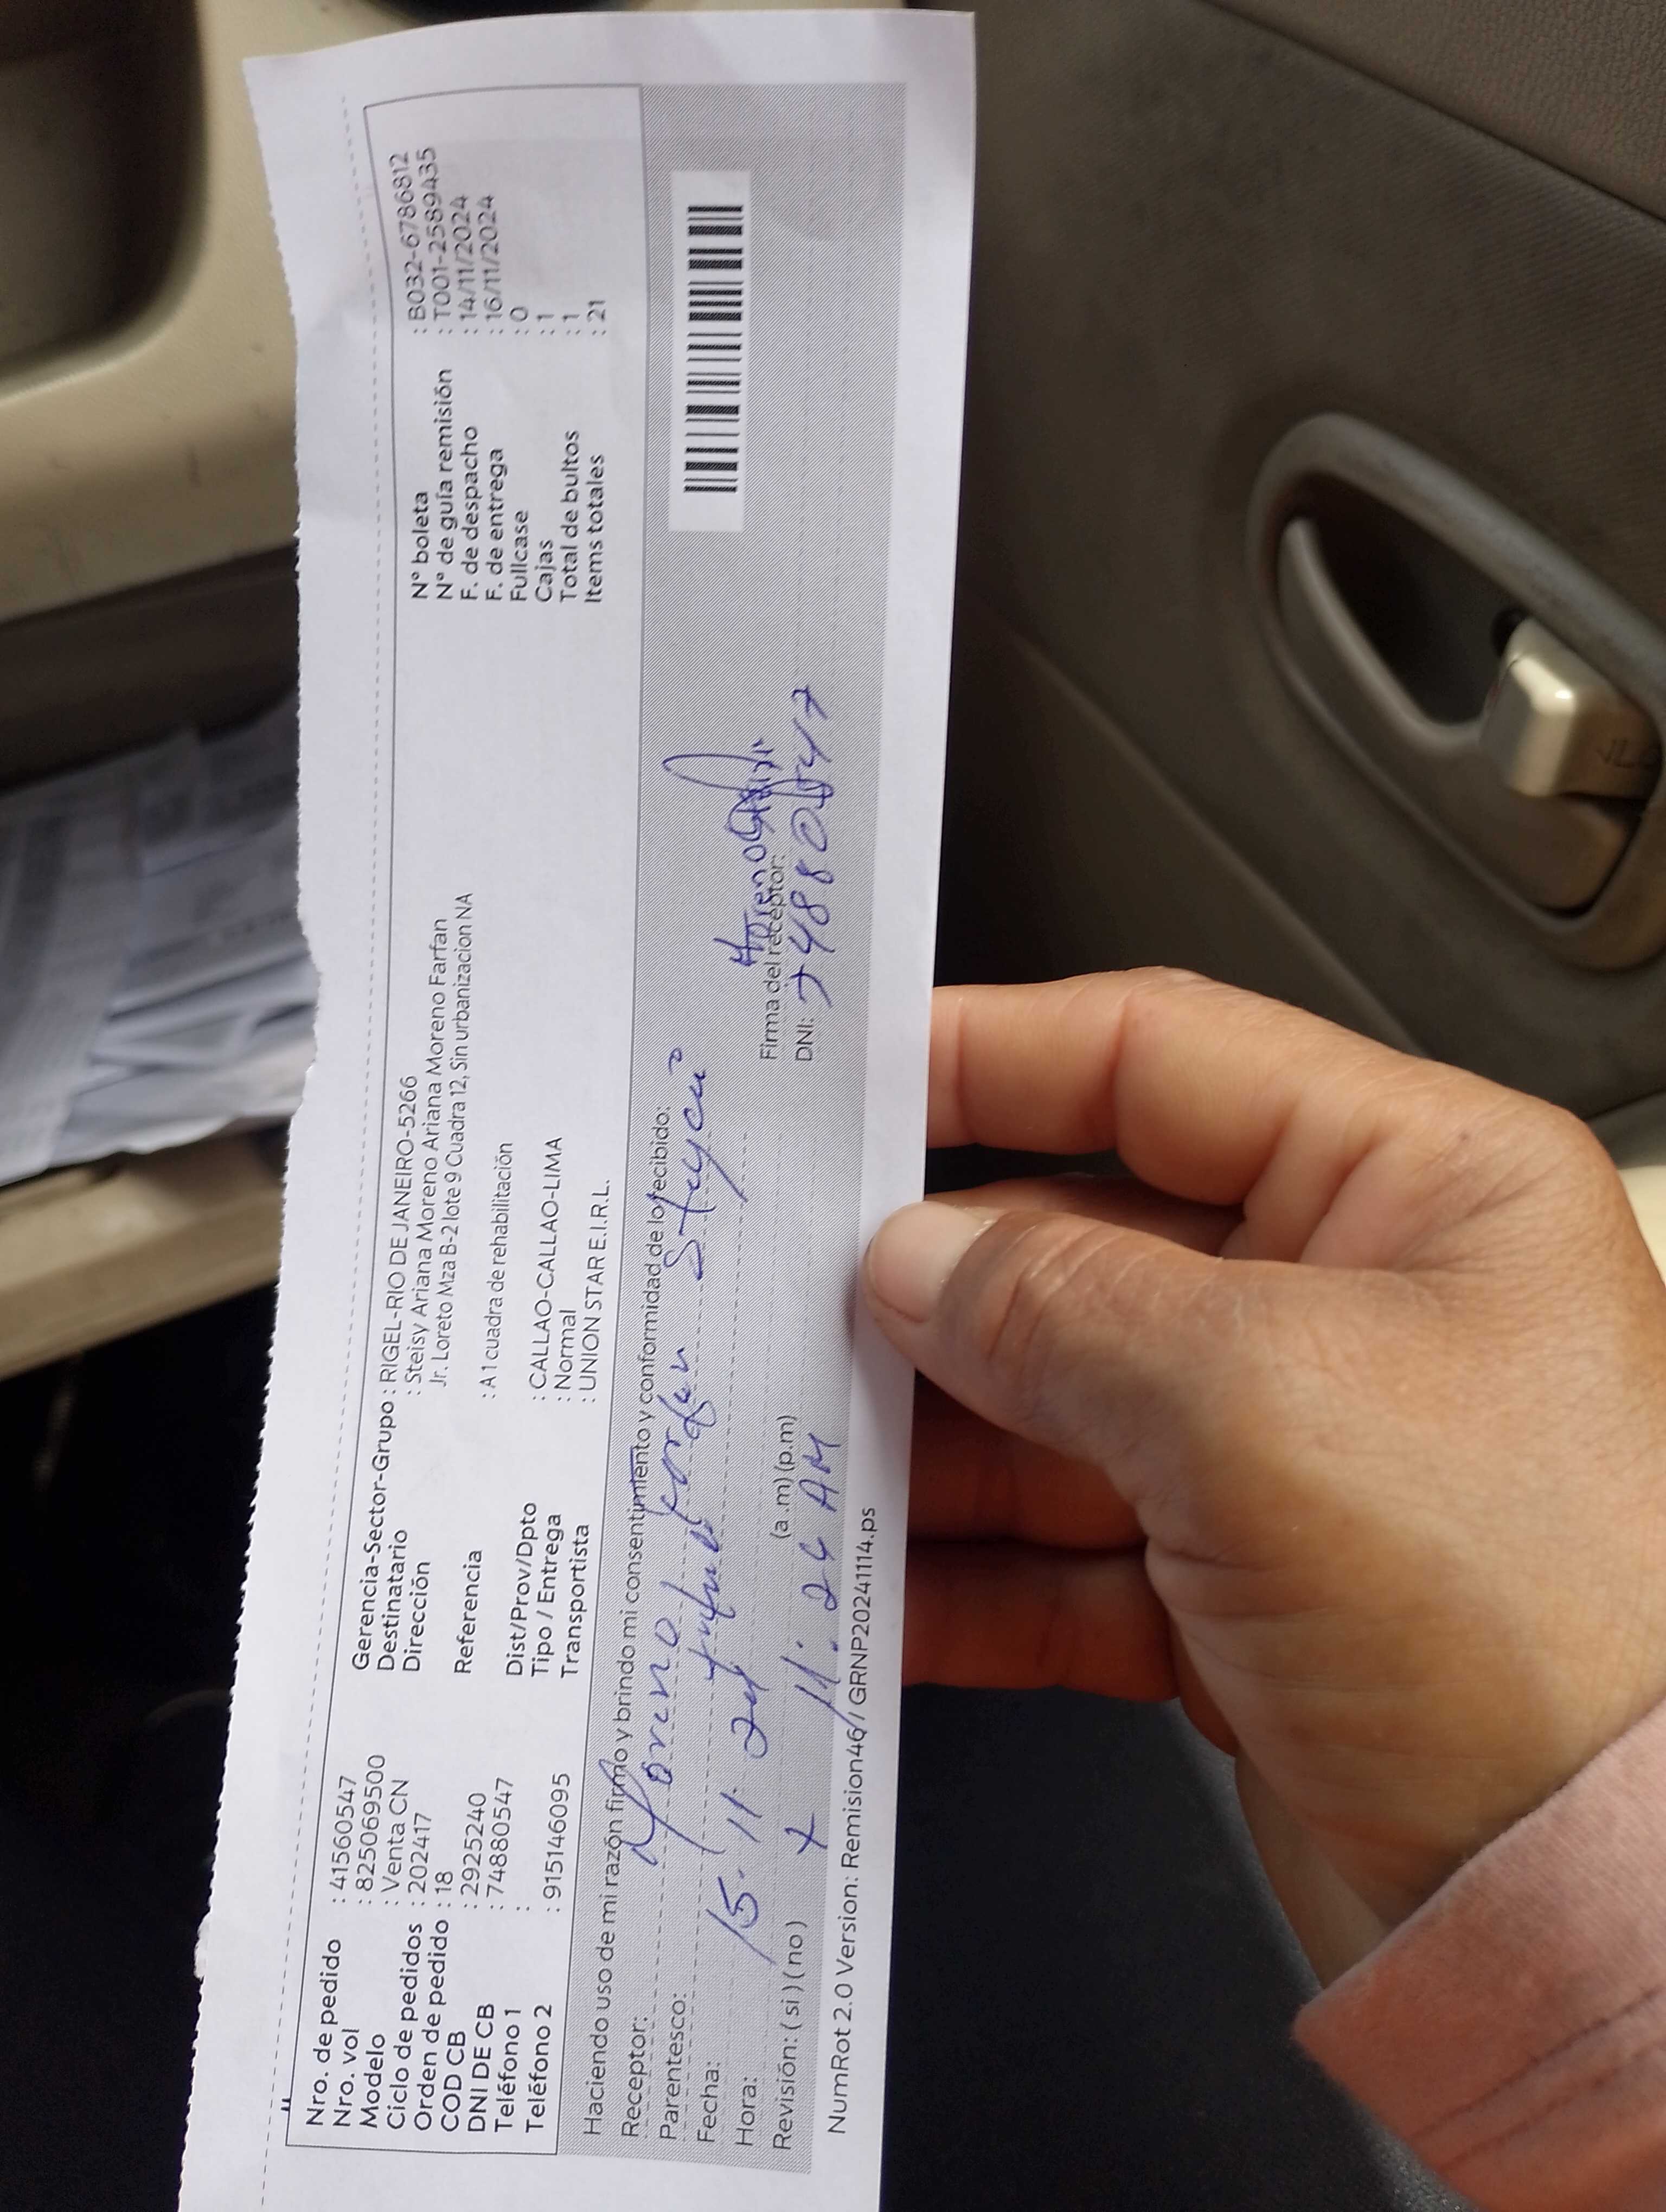 Nro. de pedido : 41560547
Nro. vol : 825069500
Modelo : Venta CN
Ciclo de pedidos : 202417
Orden de pedido : 18
COD CB : 2925240
DNI DE CB : 74880547
Teléfono 1 :
Teléfono 2 : 915146095
Gerencia-Sector-Grupo : RIGEL-RIO DE JANEIRO-5266
Destinatario : Steisy Ariana Moreno Ariana Moreno Farfan
Dirección Jr. Loreto Mza B-2 lote 9 Cuadra 12, Sin urbanizacion NA
Referencia : A 1 cuadra de rehabilitación
Dist/Prov/Dpto : CALLAO-CALLAO-LIMA
Tipo / Entrega : Normal
Transportista : UNION STAR E.I.R.L.
N° boleta : B032-6786812
N° de guía remisión : T001-2589435
F. de despacho : 14/11/2024
F. de entrega : 16/11/2024
Fullcase : 0
Cajas : 1
Total de bultos : 1
Items totales : 21
Haciendo uso de mi razón firmo y brindo mi consentimiento y conformidad de lo recibido:
Receptor: Moreno
Parentesco:
Fecha: 15. 11. 24
Hora: 11:24 AM (a .m) (p.m)
Revisión: ( si ) ( no )
Firma del receptor: Moreno
DNI: 74880547
NumRot 2.0 Version: Remision46/ GRNP20241114.ps